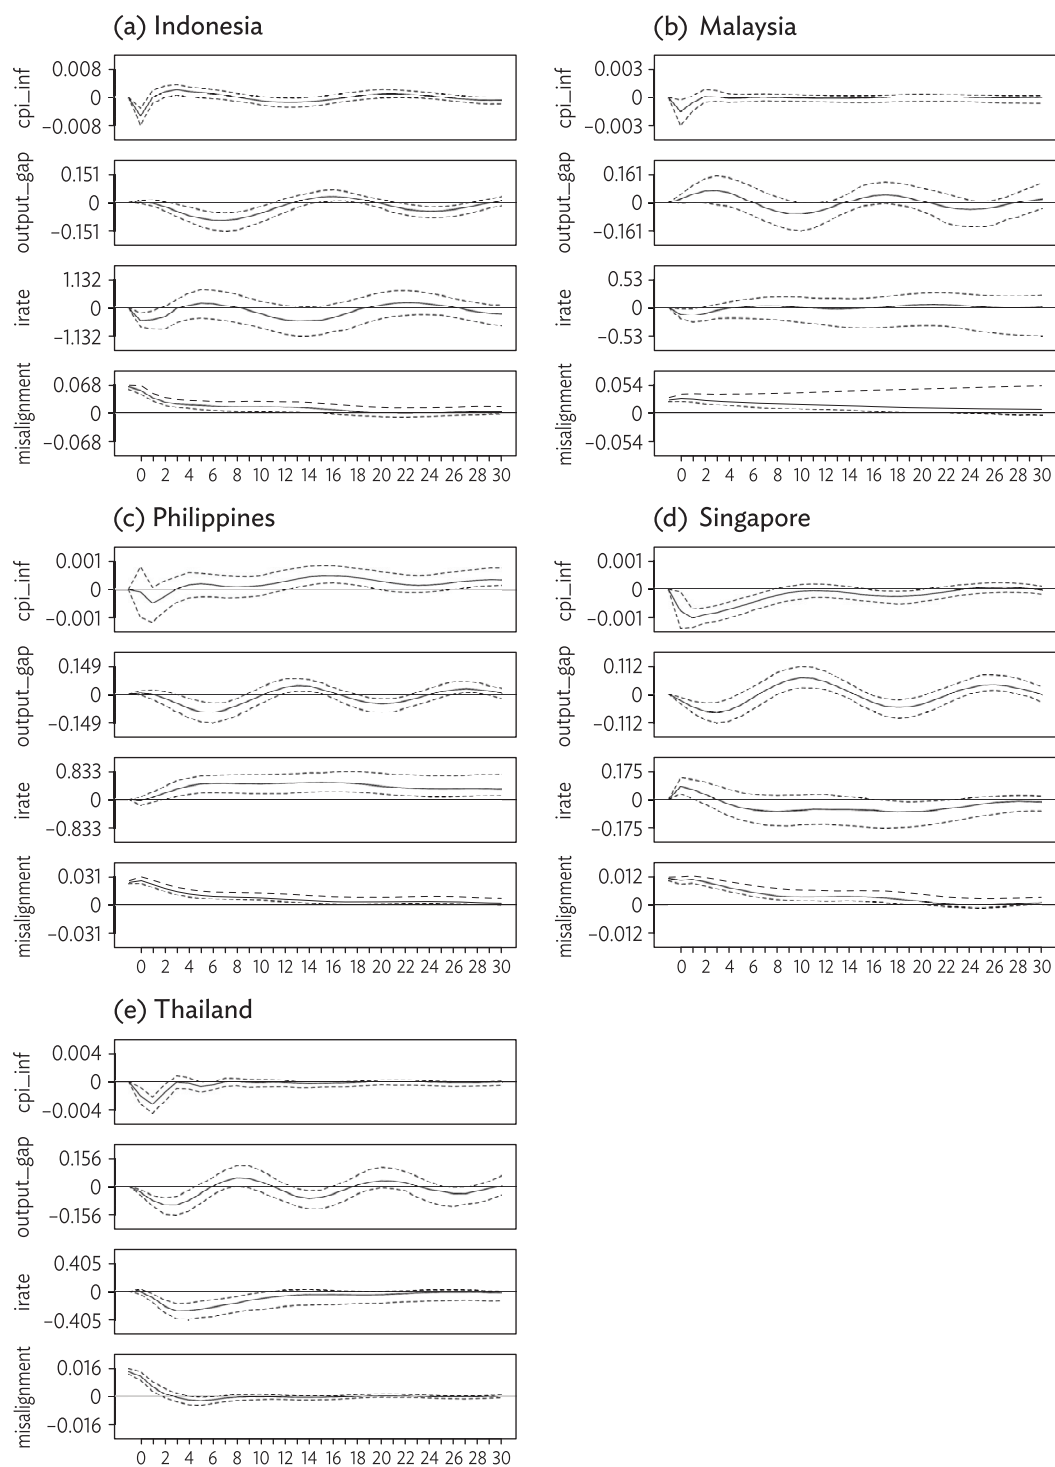 (a) Indonesia
cpi_inf
0.008
0
−0.008
output_gap
0.151
0
−0.151
irate
1.132
0
−1.132
misalignment
0.068
0
−0.068
0 2 4 6 8 10 12 14 16 18 20 22 24 26 28 30
(b) Malaysia
cpi_inf
0.003
0
−0.003
output_gap
0.161
0
−0.161
irate
0.53
0
−0.53
misalignment
0.054
0
−0.054
0 2 4 6 8 10 12 14 16 18 20 22 24 26 28 30
(c) Philippines
cpi_inf
0.001
0
−0.001
output_gap
0.149
0
−0.149
irate
0.833
0
−0.833
misalignment
0.031
0
−0.031
0 2 4 6 8 10 12 14 16 18 20 22 24 26 28 30
(d) Singapore
cpi_inf
0.001
0
−0.001
output_gap
0.112
0
−0.112
irate
0.175
0
−0.175
misalignment
0.012
0
−0.012
0 2 4 6 8 10 12 14 16 18 20 22 24 26 28 30
(e) Thailand
cpi_inf
0.004
0
−0.004
output_gap
0.156
0
−0.156
irate
0.405
0
−0.405
misalignment
0.016
0
−0.016
0 2 4 6 8 10 12 14 16 18 20 22 24 26 28 30